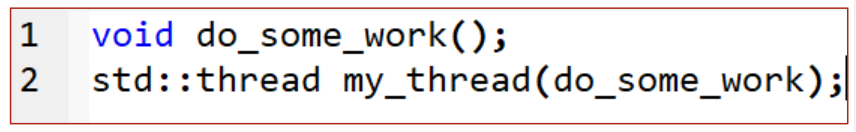 1 void do_some_work();
2 std::thread my_thread(do_some_work);